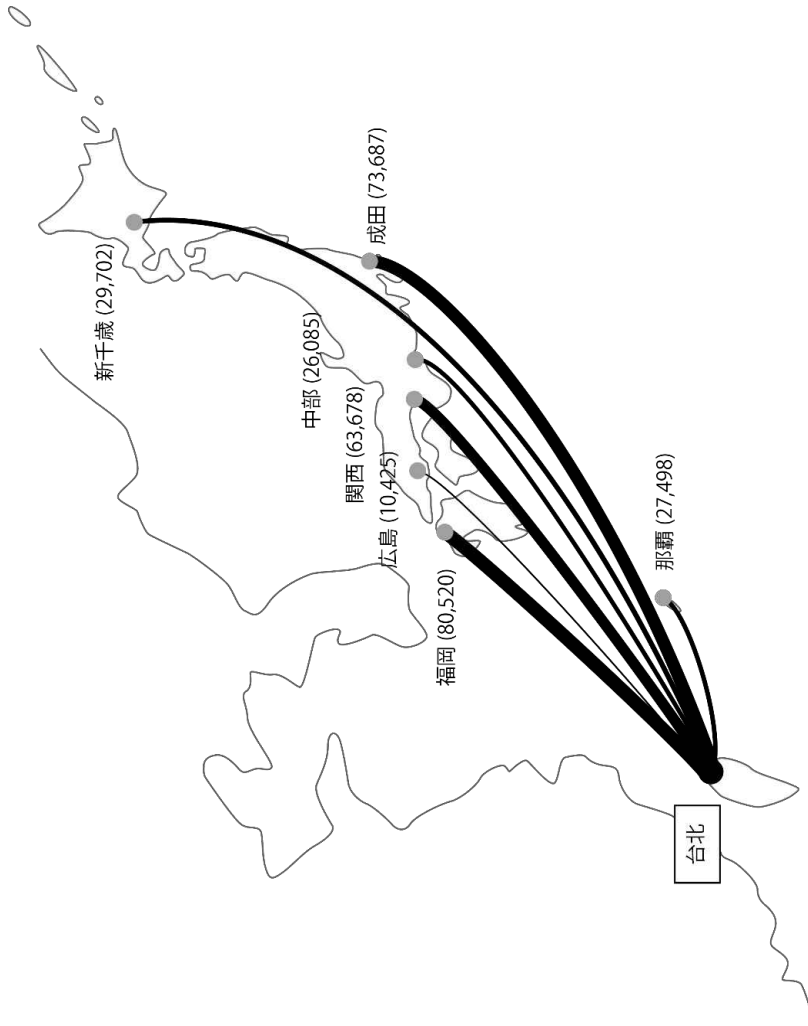 新千歳 (29,702)
成田 (73,687)
中部 (26,085)
関西 (63,678)
広島 (10,425)
福岡 (80,520)
那覇 (27,498)
台北